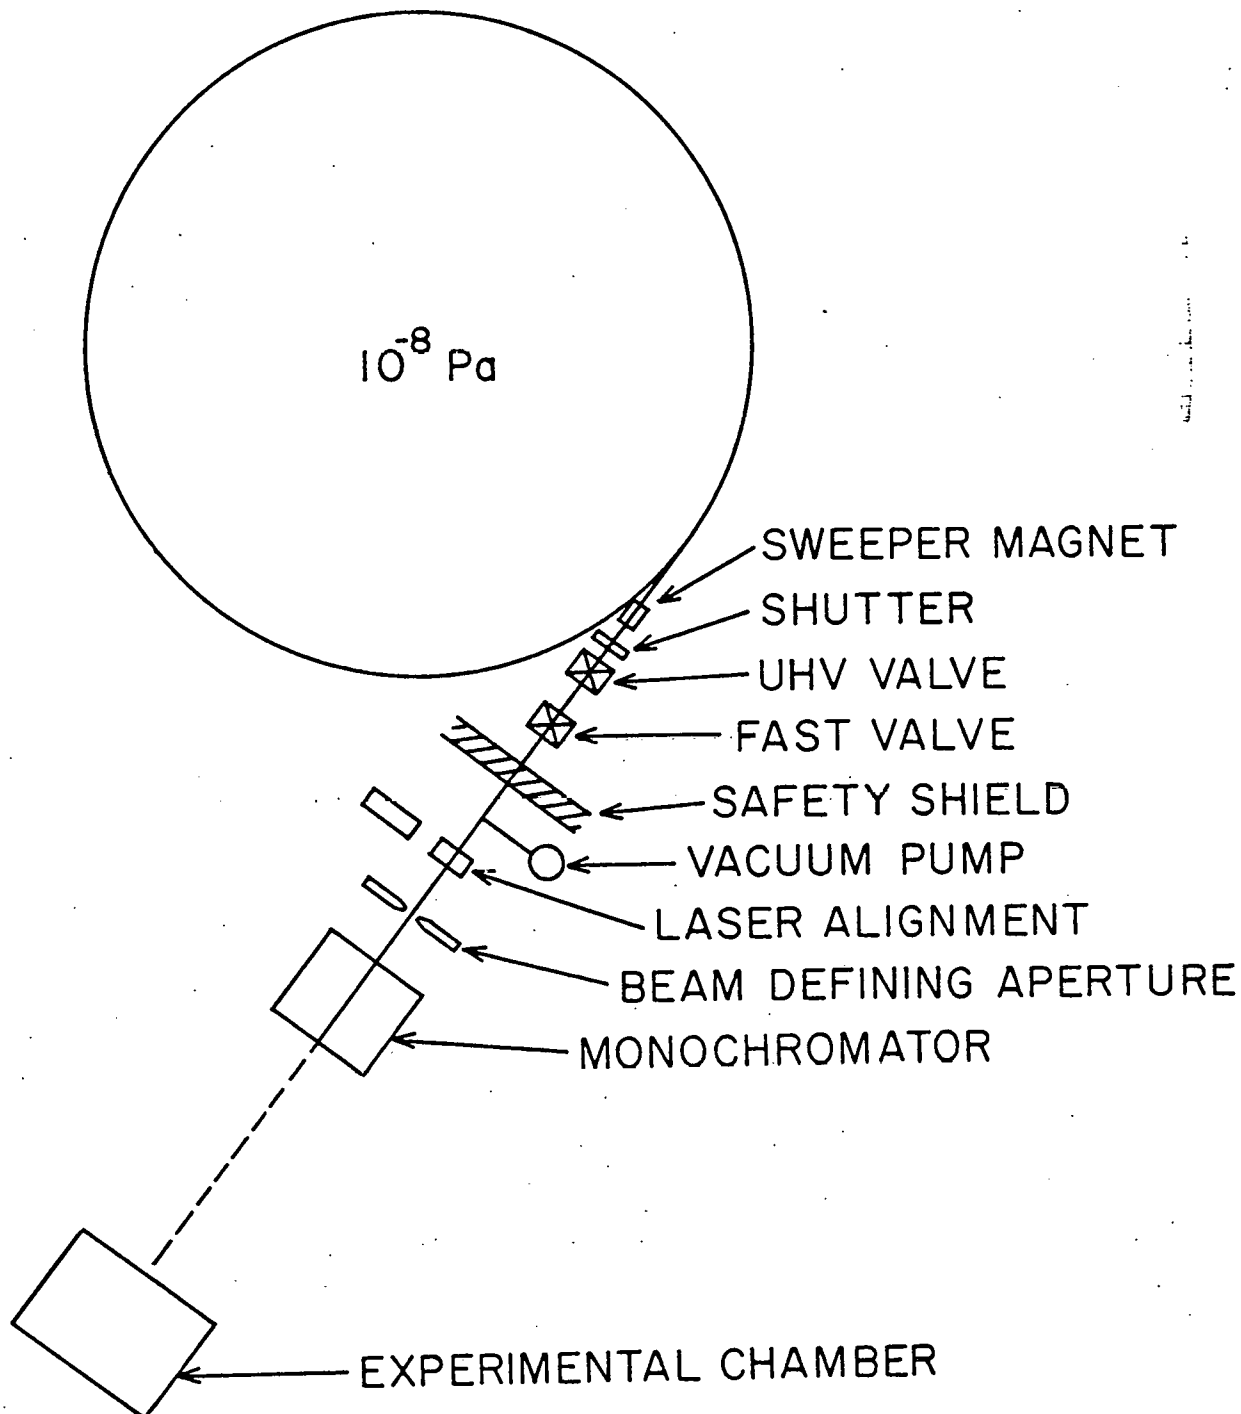 10⁻⁸ Pa
SWEEPER MAGNET
SHUTTER
UHV VALVE
FAST VALVE
SAFETY SHIELD
VACUUM PUMP
LASER ALIGNMENT
BEAM DEFINING APERTURE
MONOCHROMATOR
EXPERIMENTAL CHAMBER